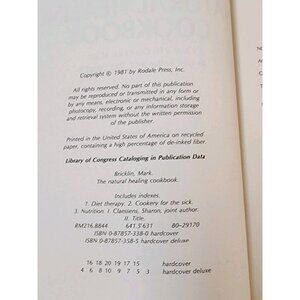 Copyright © 1981 by Rodale Press, Inc.
All rights reserved. No part of this publication
may be reproduced or transmitted in any form or
by any means, electronic or mechanical, including
photocopy, recording, or any information storage
and retrieval system without the written permission
of the publisher.
Printed in the United States of America on recycled
paper, containing a high percentage of de-inked fiber.
Library of Congress Cataloging in Publication Data
Bricklin, Mark.
The natural healing cookbook.
Includes indexes.
1. Diet therapy. 2. Cookery for the sick.
3. Nutrition. I. Claessens, Sharon, joint author.
II. Title.
RM216.B844 641.5'631 80-29170
ISBN 0-87857-338-0 hardcover
ISBN 0-87857-358-5 hardcover deluxe
16 18 20 19 17 15 hardcover
4 6 8 10 9 7 5 3 hardcover deluxe